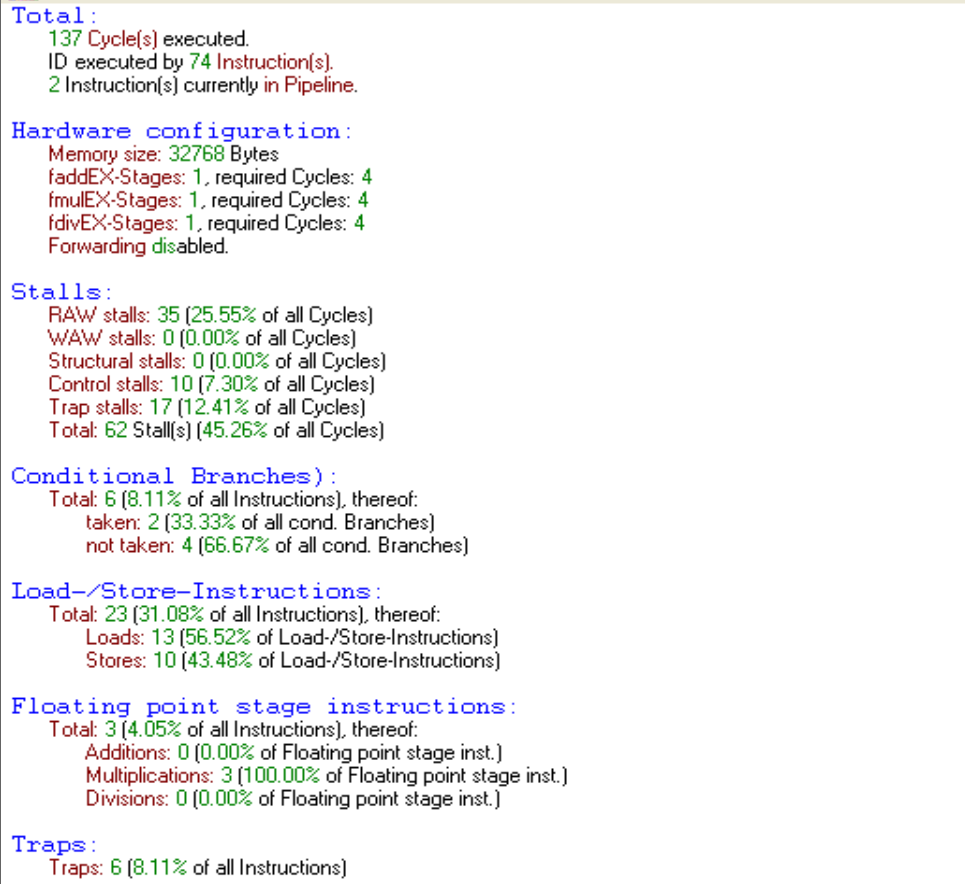 Total:
137 Cycle(s) executed.
ID executed by 74 Instruction(s).
2 Instruction(s) currently in Pipeline.
Hardware configuration:
Memory size: 32768 Bytes
faddEX-Stages: 1, required Cycles: 4
fmulEX-Stages: 1, required Cycles: 4
fdivEX-Stages: 1, required Cycles: 4
Forwarding disabled.
Stalls:
RAW stalls: 35 (25.55% of all Cycles)
WAW stalls: 0 (0.00% of all Cycles)
Structural stalls: 0 (0.00% of all Cycles)
Control stalls: 10 (7.30% of all Cycles)
Trap stalls: 17 (12.41% of all Cycles)
Total: 62 Stall(s) (45.26% of all Cycles)
Conditional Branches):
Total: 6 (8.11% of all Instructions), thereof:
taken: 2 (33.33% of all cond. Branches)
not taken: 4 (66.67% of all cond. Branches)
Load-/Store-Instructions:
Total: 23 (31.08% of all Instructions), thereof:
Loads: 13 (56.52% of Load-/Store-Instructions)
Stores: 10 (43.48% of Load-/Store-Instructions)
Floating point stage instructions:
Total: 3 (4.05% of all Instructions), thereof:
Additions: 0 (0.00% of Floating point stage inst.)
Multiplications: 3 (100.00% of Floating point stage inst.)
Divisions: 0 (0.00% of Floating point stage inst.)
Traps:
Traps: 6 (8.11% of all Instructions)